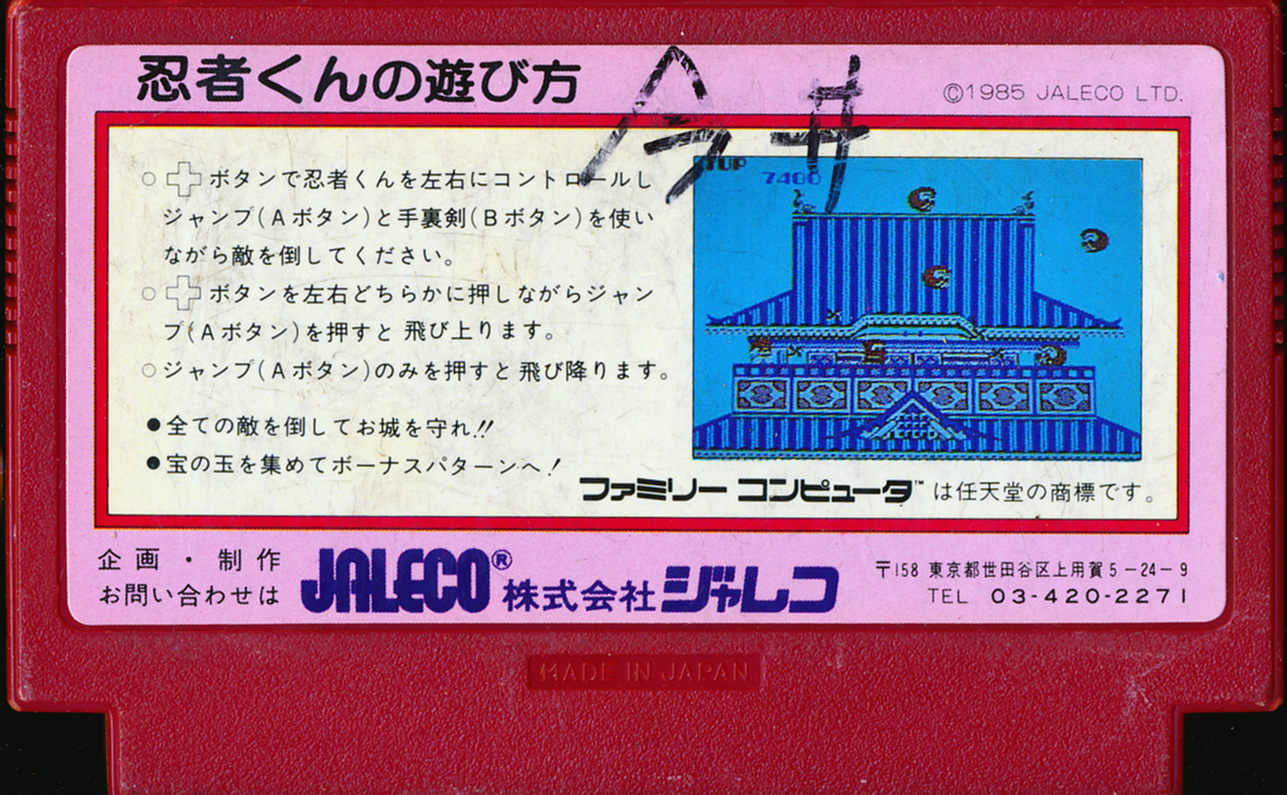 忍者くんの遊び方
今井
©1985 JALECO LTD.
○ ボタンで忍者くんを左右にコントロールし
ジャンプ(Aボタン)と手裏剣(Bボタン)を使い
ながら敵を倒してください。
○ ボタンを左右どちらかに押しながらジャン
プ(Aボタン)を押すと 飛び上ります。
○ジャンプ(Aボタン)のみを押すと 飛び降ります。
●全ての敵を倒してお城を守れ!!
●宝の玉を集めてボーナスパターンへ!
1UP
7400
ファミリー コンピュータ™は任天堂の商標です。
企画・制作
お問い合わせは
JALECO® 株式会社ジャレコ
〒158 東京都世田谷区上用賀5-24-9
TEL 03-420-2271
MADE IN JAPAN